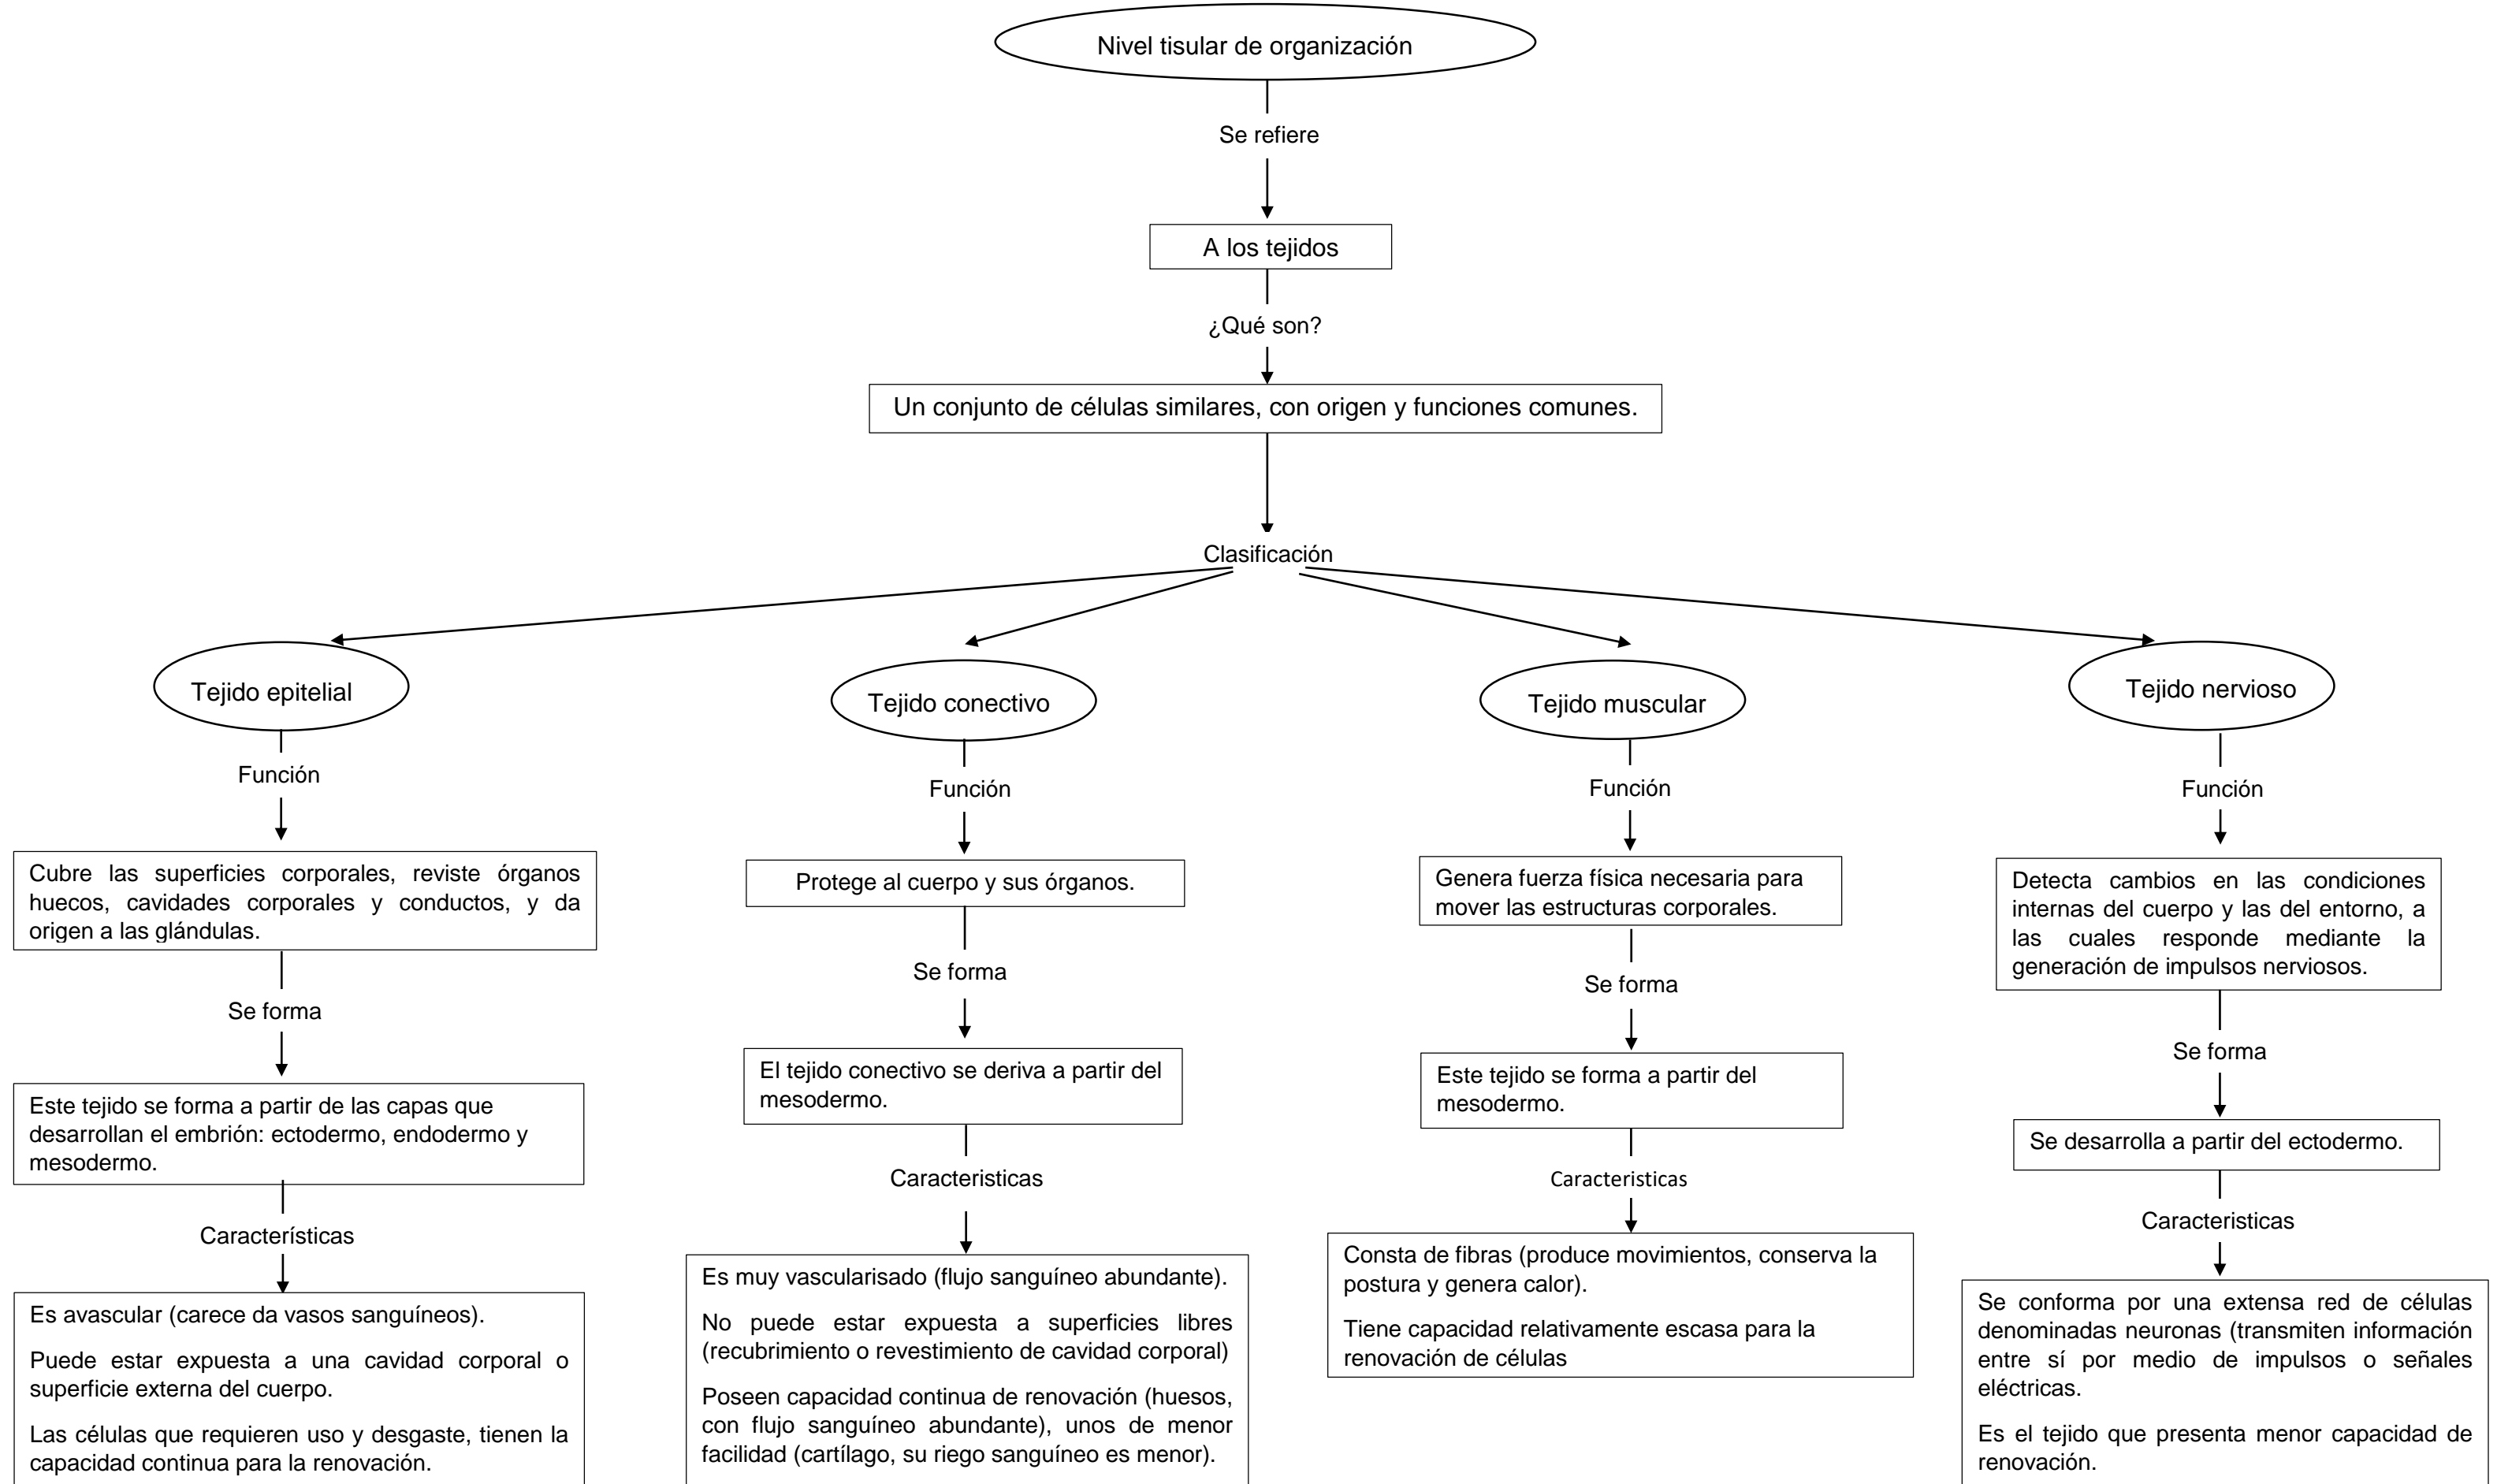 Nivel tisular de organización
Se refiere
A los tejidos
¿Qué son?
Un conjunto de células similares, con origen y funciones comunes.
Clasificación
Tejido epitelial
Función
Cubre las superficies corporales, reviste órganos
huecos, cavidades corporales y conductos, y da
origen a las glándulas.
Se forma
Este tejido se forma a partir de las capas que
desarrollan el embrión: ectodermo, endodermo y
mesodermo.
Características
Es avascular (carece da vasos sanguíneos).
Puede estar expuesta a una cavidad corporal o
superficie externa del cuerpo.
Las células que requieren uso y desgaste, tienen la
capacidad continua para la renovación.
Tejido conectivo
Función
Protege al cuerpo y sus órganos.
Se forma
El tejido conectivo se deriva a partir del
mesodermo.
Caracteristicas
Es muy vascularisado (flujo sanguíneo abundante).
No puede estar expuesta a superficies libres
(recubrimiento o revestimiento de cavidad corporal)
Poseen capacidad continua de renovación (huesos,
con flujo sanguíneo abundante), unos de menor
facilidad (cartílago, su riego sanguíneo es menor).
Tejido muscular
Función
Genera fuerza física necesaria para
mover las estructuras corporales.
Se forma
Este tejido se forma a partir del
mesodermo.
Caracteristicas
Consta de fibras (produce movimientos, conserva la
postura y genera calor).
Tiene capacidad relativamente escasa para la
renovación de células
Tejido nervioso
Función
Detecta cambios en las condiciones
internas del cuerpo y las del entorno, a
las cuales responde mediante la
generación de impulsos nerviosos.
Se forma
Se desarrolla a partir del ectodermo.
Caracteristicas
Se conforma por una extensa red de células
denominadas neuronas (transmiten información
entre sí por medio de impulsos o señales
eléctricas.
Es el tejido que presenta menor capacidad de
renovación.